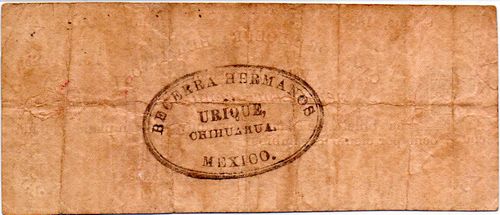 BECERRA HERMANOS
URIQUE,
CHIHUAHUA.
MEXICO.